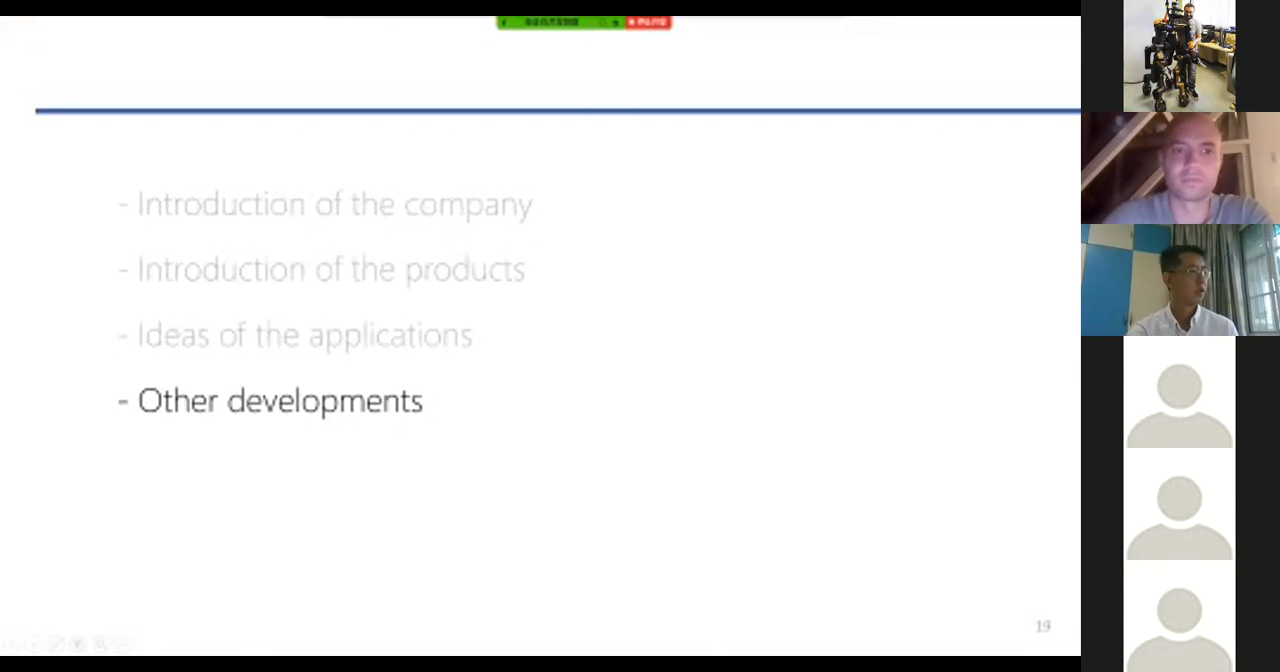 - Introduction of the company
- Introduction of the products
- Ideas of the applications
- Other developments
19